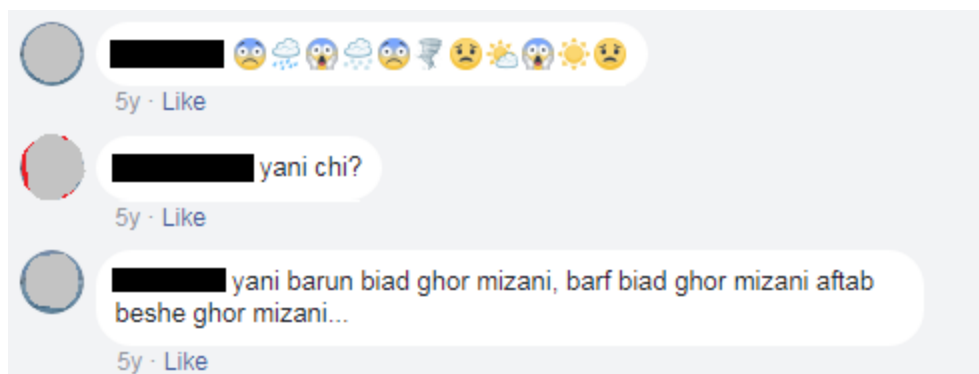 😨🌧😱🌨😨🌪😟🌤😱☀😟
5y · Like
yani chi?
5y · Like
yani barun biad ghor mizani, barf biad ghor mizani aftab
beshe ghor mizani...
5y · Like